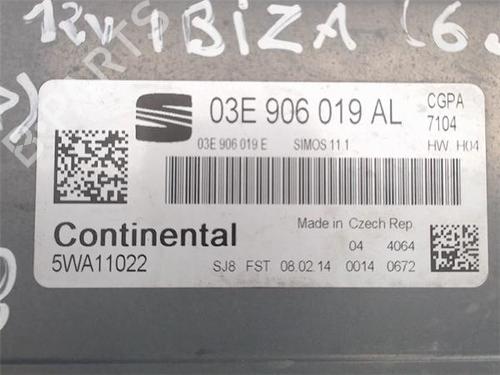 12v IBIZA (6J
03E 906 019 AL
CGPA
7104
03E 906 019 E SIMOS 11.1
HW. H04
Continental
5WA11022
Made in Czech Rep
04 4064
SJ8 FST 08.02.14 0014 0672